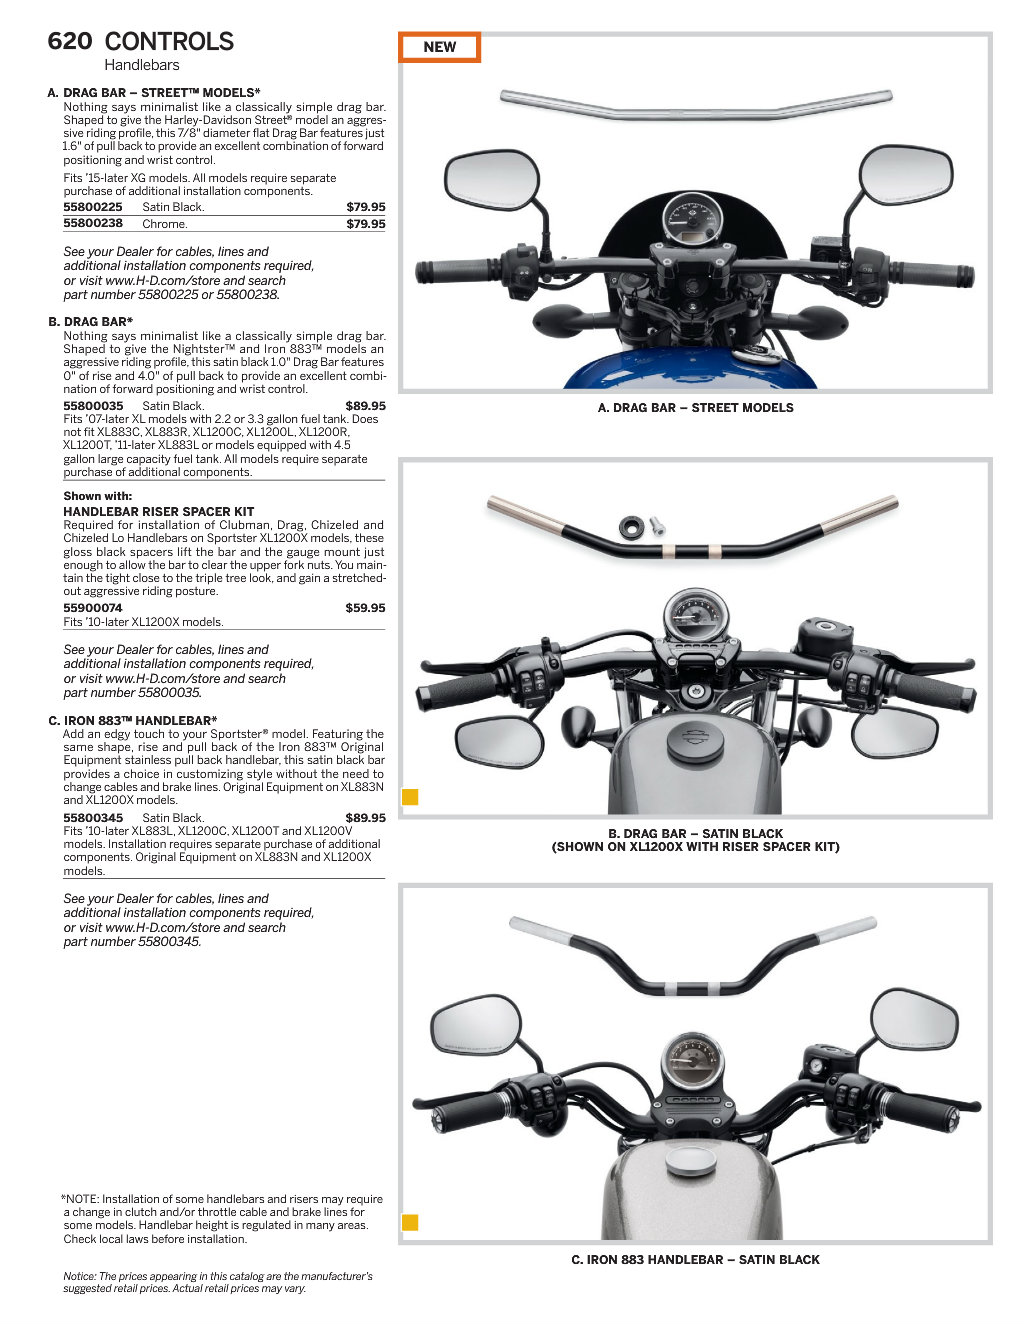 620 CONTROLS
Handlebars
A. DRAG BAR – STREET™ MODELS*
Nothing says minimalist like a classically simple drag bar.
Shaped to give the Harley-Davidson Street® model an aggres-
sive riding profile, this 7/8" diameter flat Drag Bar features just
1.6" of pull back to provide an excellent combination of forward
positioning and wrist control.
Fits ’15-later XG models. All models require separate
purchase of additional installation components.
55800225 Satin Black. $79.95
55800238 Chrome. $79.95
See your Dealer for cables, lines and
additional installation components required,
or visit www.H-D.com/store and search
part number 55800225 or 55800238.
B. DRAG BAR*
Nothing says minimalist like a classically simple drag bar.
Shaped to give the Nightster™ and Iron 883™ models an
aggressive riding profile, this satin black 1.0" Drag Bar features
0" of rise and 4.0" of pull back to provide an excellent combi-
nation of forward positioning and wrist control.
55800035 Satin Black. $89.95
Fits ’07-later XL models with 2.2 or 3.3 gallon fuel tank. Does
not fit XL883C, XL883R, XL1200C, XL1200L, XL1200R,
XL1200T, ’11-later XL883L or models equipped with 4.5
gallon large capacity fuel tank. All models require separate
purchase of additional components.
Shown with:
HANDLEBAR RISER SPACER KIT
Required for installation of Clubman, Drag, Chizeled and
Chizeled Lo Handlebars on Sportster XL1200X models, these
gloss black spacers lift the bar and the gauge mount just
enough to allow the bar to clear the upper fork nuts. You main-
tain the tight close to the triple tree look, and gain a stretched-
out aggressive riding posture.
55900074 $59.95
Fits ’10-later XL1200X models.
See your Dealer for cables, lines and
additional installation components required,
or visit www.H-D.com/store and search
part number 55800035.
C. IRON 883™ HANDLEBAR*
Add an edgy touch to your Sportster® model. Featuring the
same shape, rise and pull back of the Iron 883™ Original
Equipment stainless pull back handlebar, this satin black bar
provides a choice in customizing style without the need to
change cables and brake lines. Original Equipment on XL883N
and XL1200X models.
55800345 Satin Black. $89.95
Fits ’10-later XL883L, XL1200C, XL1200T and XL1200V
models. Installation requires separate purchase of additional
components. Original Equipment on XL883N and XL1200X
models.
See your Dealer for cables, lines and
additional installation components required,
or visit www.H-D.com/store and search
part number 55800345.
*NOTE: Installation of some handlebars and risers may require
a change in clutch and/or throttle cable and brake lines for
some models. Handlebar height is regulated in many areas.
Check local laws before installation.
Notice: The prices appearing in this catalog are the manufacturer’s
suggested retail prices. Actual retail prices may vary.
NEW
A. DRAG BAR – STREET MODELS
B. DRAG BAR – SATIN BLACK
(SHOWN ON XL1200X WITH RISER SPACER KIT)
C. IRON 883 HANDLEBAR – SATIN BLACK